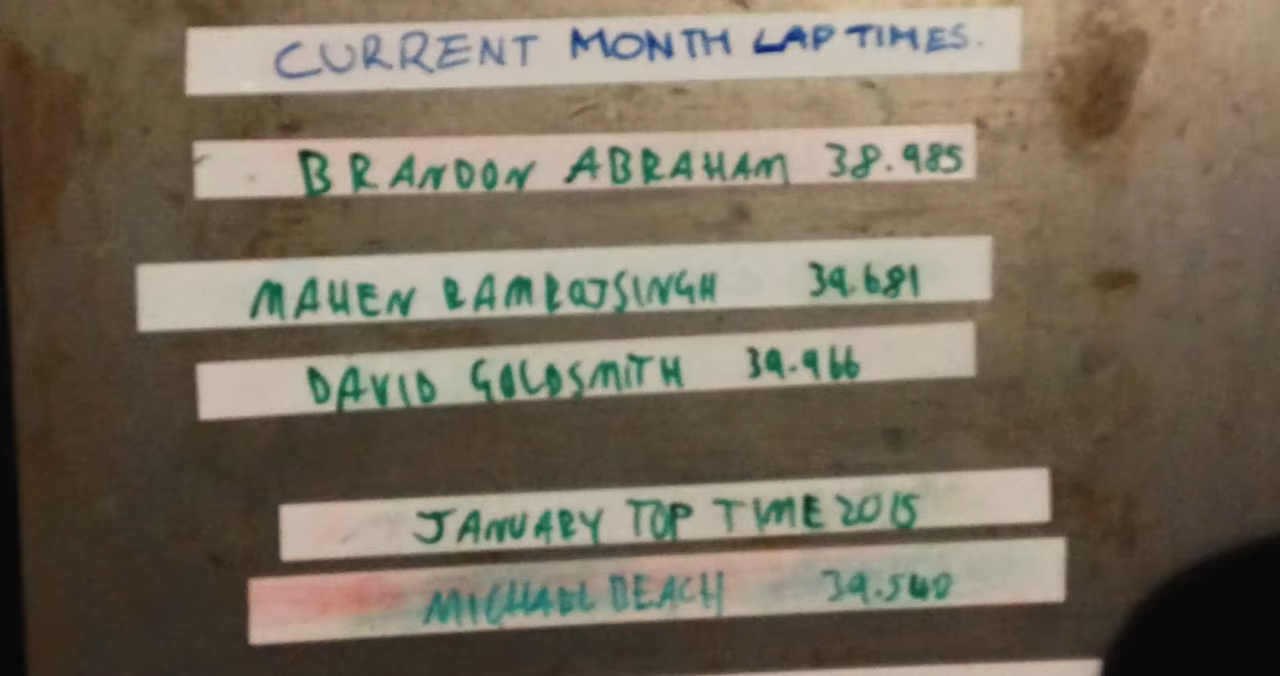 CURRENT MONTH LAP TIMES.
BRANDON ABRAHAM 38.985
MAHEN RAMROJSINGH 39.681
DAVID GOLDSMITH 39.966
JANUARY TOP TIME 2015
MICHAEL BEACH 39.540